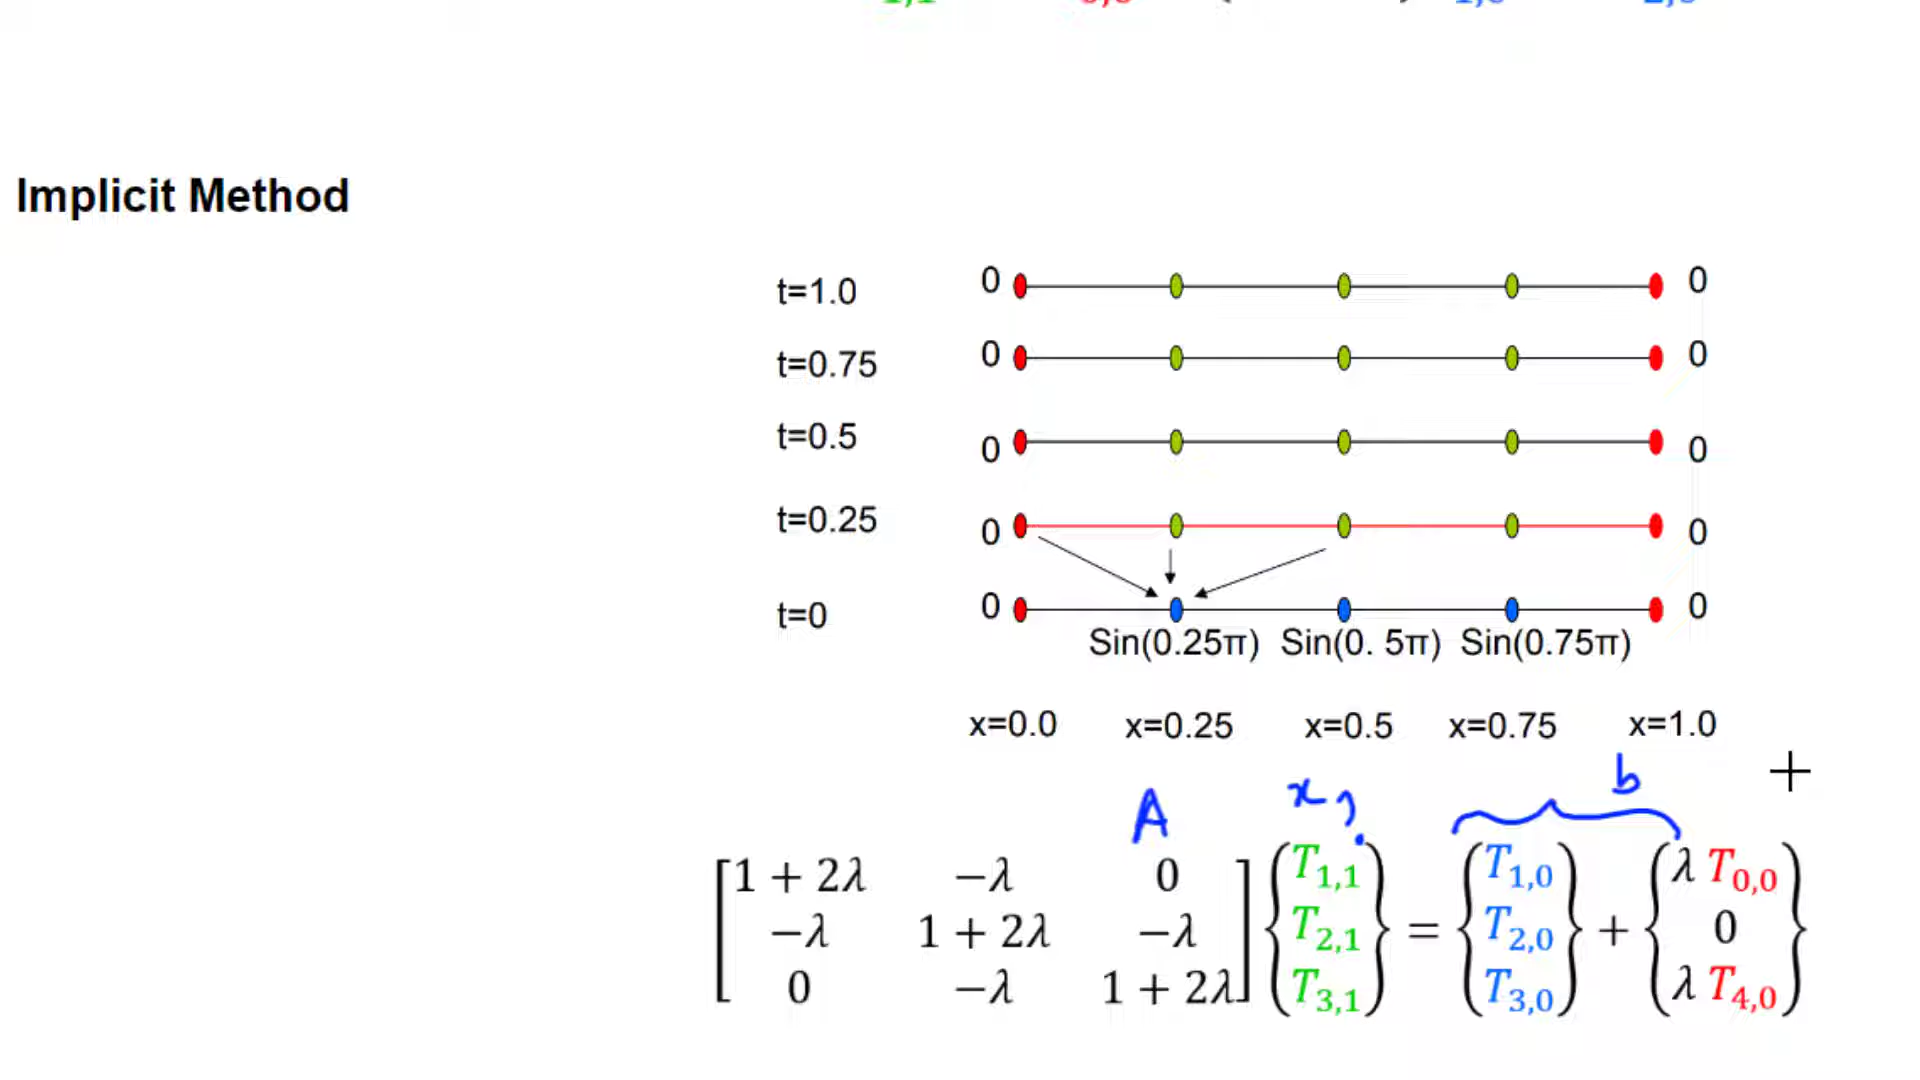 Implicit Method
t=1.0 0 0
t=0.75 0 0
t=0.5 0 0
t=0.25 0 0
t=0 0 0
Sin(0.25π) Sin(0. 5π) Sin(0.75π)
x=0.0 x=0.25 x=0.5 x=0.75 x=1.0
A x, b
1 + 2λ −λ 0 T1,1 T1,0 λ T0,0
−λ 1 + 2λ −λ T2,1 = T2,0 + 0
0 −λ 1 + 2λ T3,1 T3,0 λ T4,0